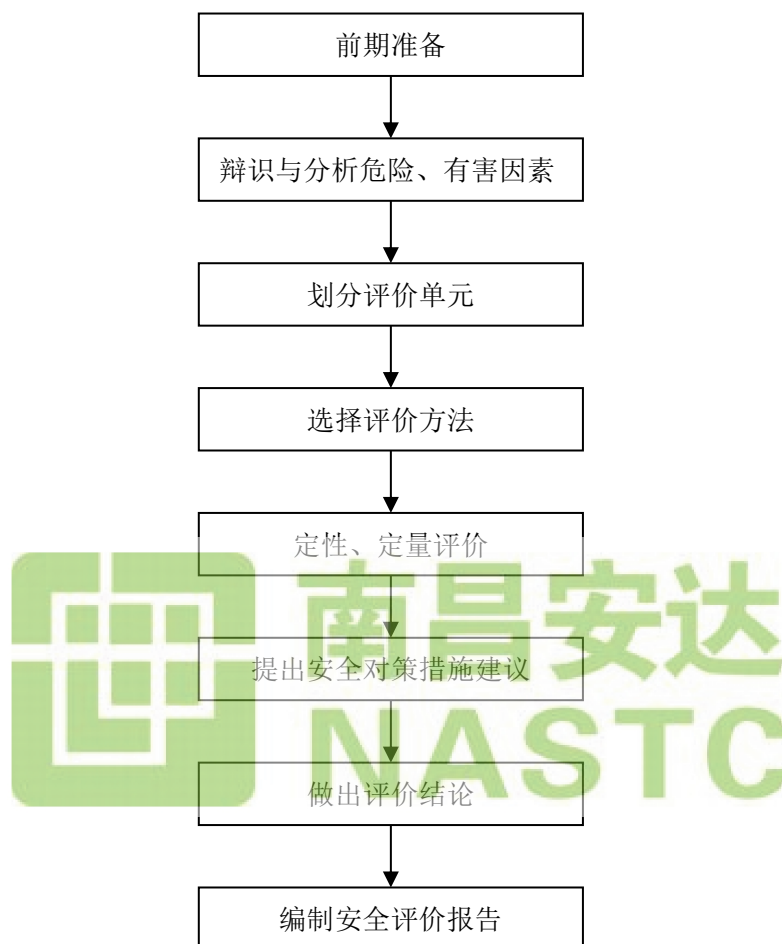 前期准备
辩识与分析危险、有害因素
划分评价单元
选择评价方法
定性、定量评价
南昌安达
提出安全对策措施建议
NASTC
做出评价结论
编制安全评价报告